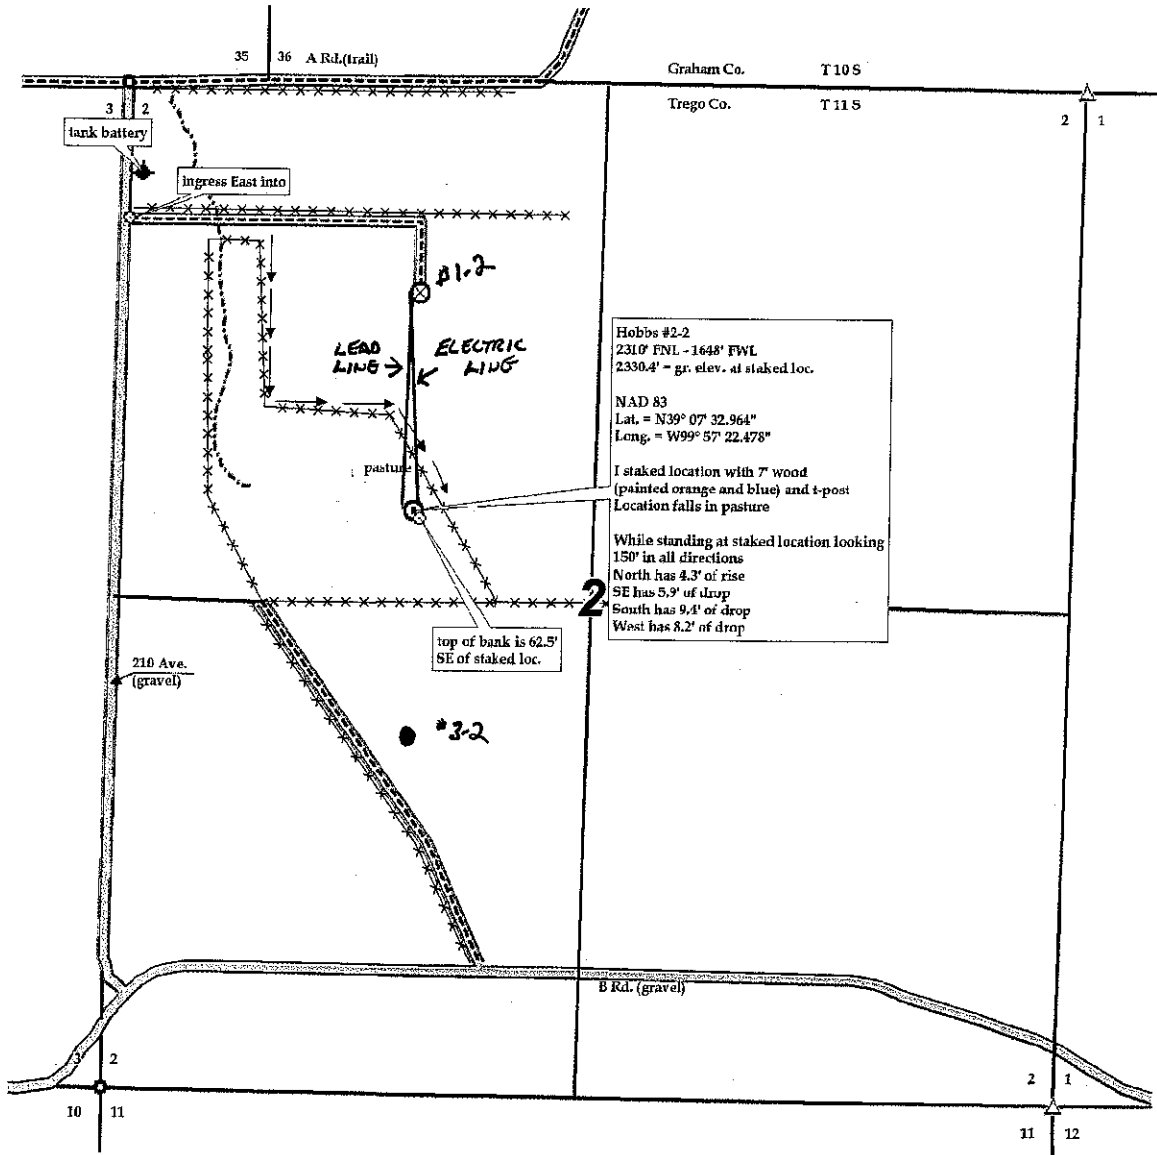 35 36 A Rd.(trail)
Graham Co. T 10 S
Trego Co. T 11 S
3 2
2 1
tank battery
ingress East into
#1-2
LEAD
LINE
ELECTRIC
LINE
Hobbs #2-2
2310' FNL - 1648' FWL
2330.4' = gr. elev. at staked loc.
NAD 83
Lat. = N39° 07' 32.964"
Long. = W99° 57' 22.478"
I staked location with 7' wood
(painted orange and blue) and t-post
Location falls in pasture
While standing at staked location looking
150' in all directions
North has 4.3' of rise
SE has 5.9' of drop
South has 9.4' of drop
West has 8.2' of drop
pasture
2
top of bank is 62.5'
SE of staked loc.
210 Ave.
(gravel)
#3-2
B Rd. (gravel)
3 2
2 1
10 11
11 12